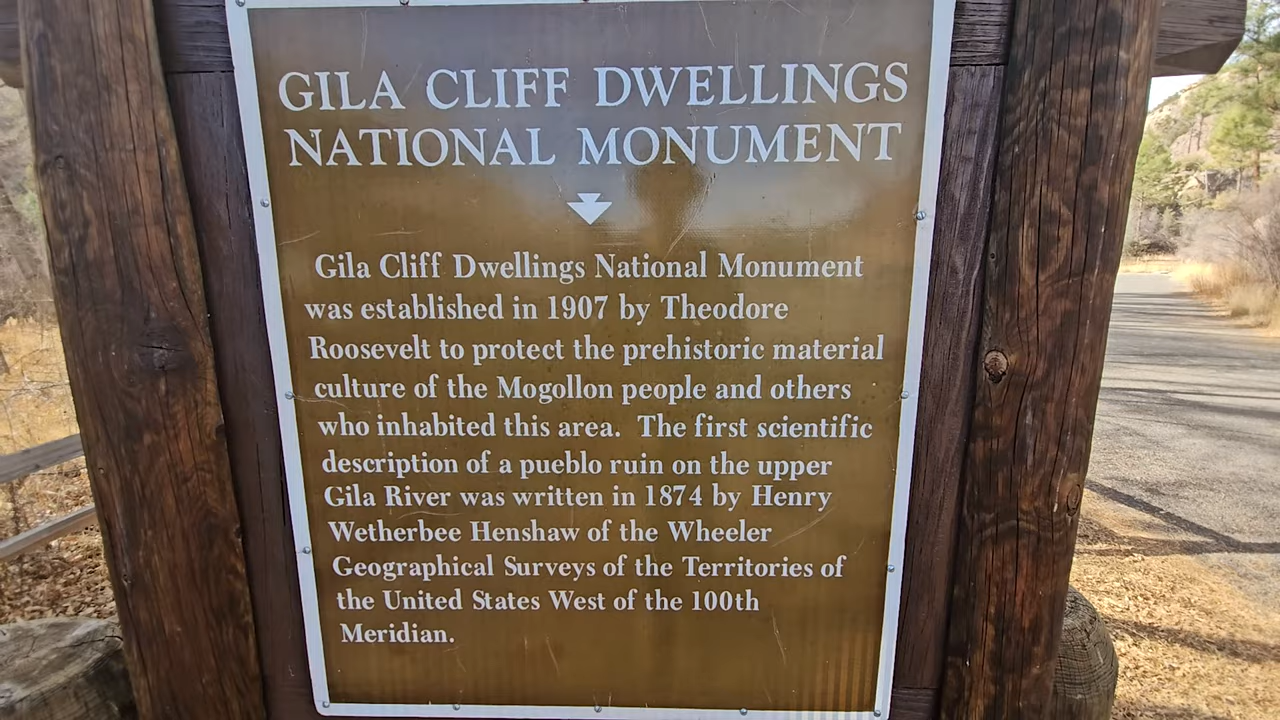 GILA CLIFF DWELLINGS
NATIONAL MONUMENT
Gila Cliff Dwellings National Monument
was established in 1907 by Theodore
Roosevelt to protect the prehistoric material
culture of the Mogollon people and others
who inhabited this area. The first scientific
description of a pueblo ruin on the upper
Gila River was written in 1874 by Henry
Wetherbee Henshaw of the Wheeler
Geographical Surveys of the Territories of
the United States West of the 100th
Meridian.